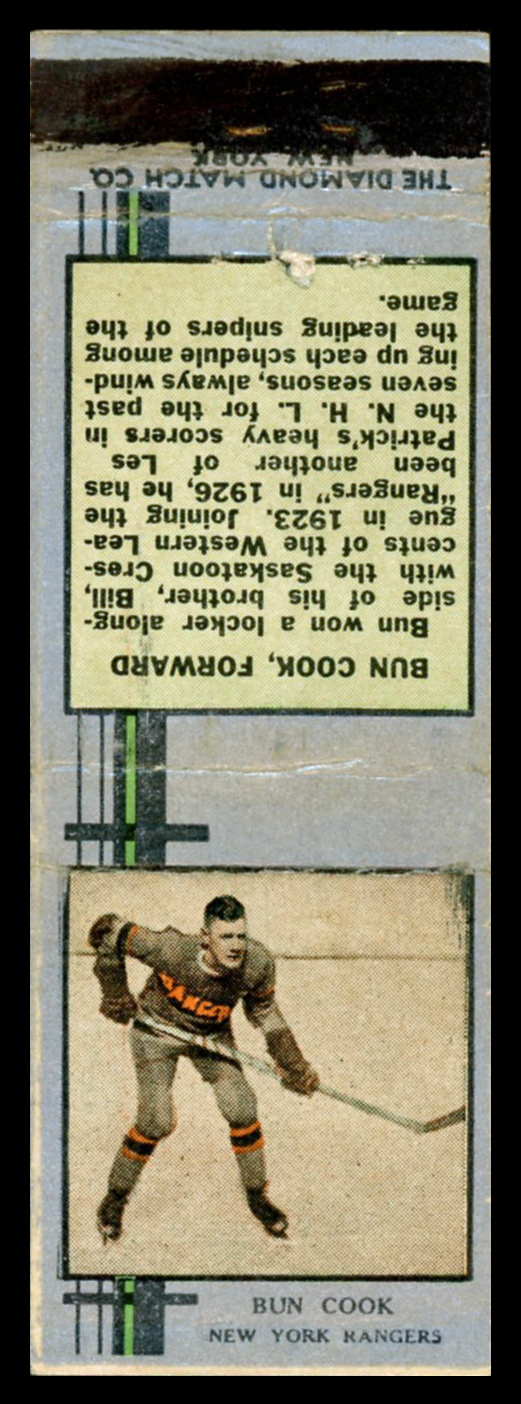 THE DIAMOND MATCH CO.
NEW YORK
BUN COOK, FORWARD
Bun won a locker along-
side of his brother, Bill,
with the Saskatoon Cres-
cents of the Western Lea-
gue in 1923. Joining the
"Rangers" in 1926, he has
been another of Les
Patrick's heavy scorers in
the N. H. L. for the past
seven seasons, always wind-
ing up each schedule among
the leading snipers of the
game.
RANGERS
BUN COOK
NEW YORK RANGERS